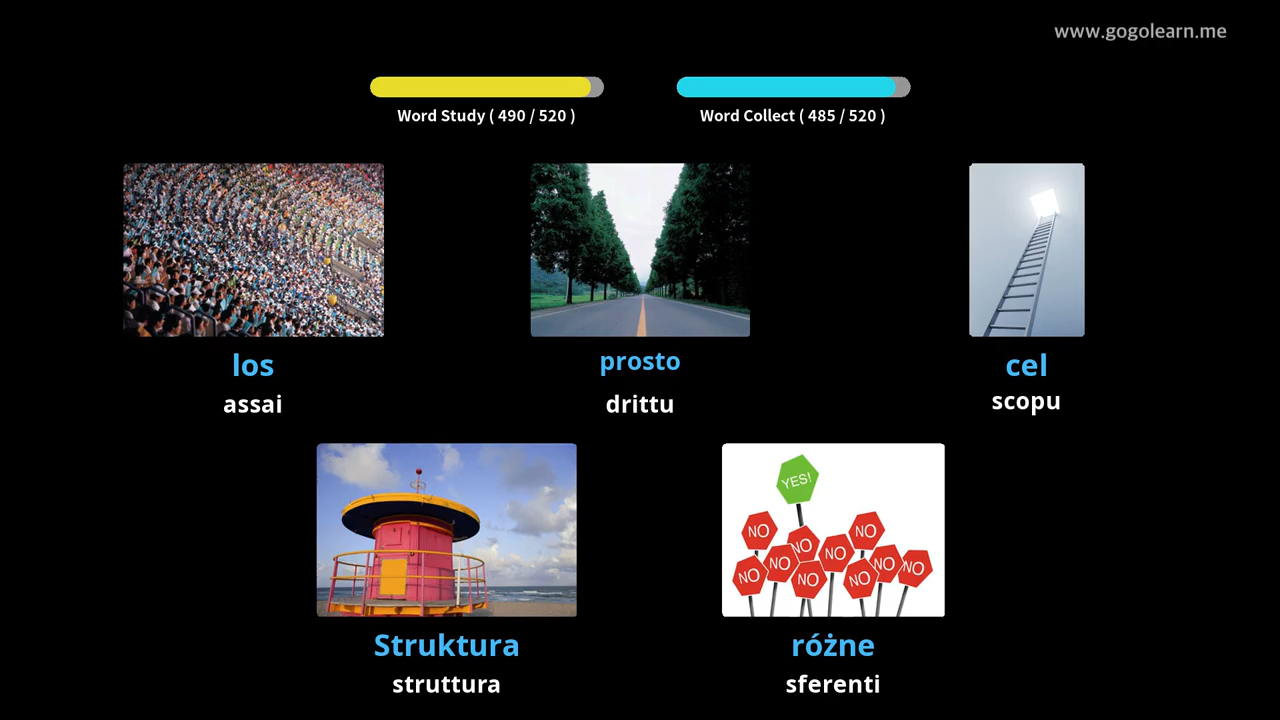 www.gogolearn.me
Word Study ( 490 / 520 )
Word Collect ( 485 / 520 )
los
prosto
cel
assai
drittu
scopu
YES!
NO
NO
NO
NO
NO
NO
NO
NO
NO
NO
Struktura
różne
struttura
sferenti